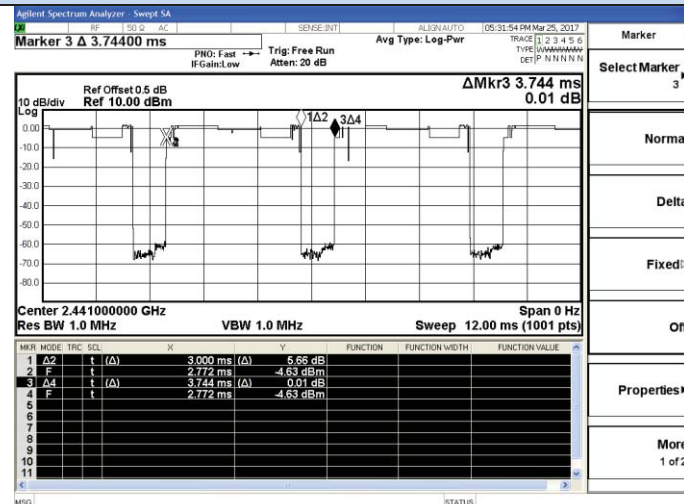 Agilent Spectrum Analyzer - Swept SA
RF 50 Ω AC SENSE:INT ALIGNAUTO 05:31:54 PM Mar 25, 2017
Marker 3 Δ 3.74400 ms
PNO: Fast
IFGain:Low
Trig: Free Run
Atten: 20 dB
Avg Type: Log-Pwr
TRACE 1 2 3 4 5 6
TYPE
DET P N N N N N
Ref Offset 0.5 dB
10 dB/div Ref 10.00 dBm
ΔMkr3 3.744 ms
0.01 dB
Log
1Δ2
3Δ4
0.00
-10.0
-20.0
-30.0
-40.0
-50.0
-60.0
-70.0
-80.0
Center 2.441000000 GHz Span 0 Hz
Res BW 1.0 MHz VBW 1.0 MHz Sweep 12.00 ms (1001 pts)
MKR MODE TRC SCL X Y FUNCTION FUNCTION WIDTH FUNCTION VALUE
1 Δ2 t (Δ) 3.000 ms (Δ) 5.66 dB
2 F t 2.772 ms -4.63 dBm
3 Δ4 t (Δ) 3.744 ms (Δ) 0.01 dB
4 F t 2.772 ms -4.63 dBm
5
6
7
8
9
10
11
MSG STATUS
Marker
Select Marker
3
Norma
Delta
Fixed
Of
Properties
More
1 of 2